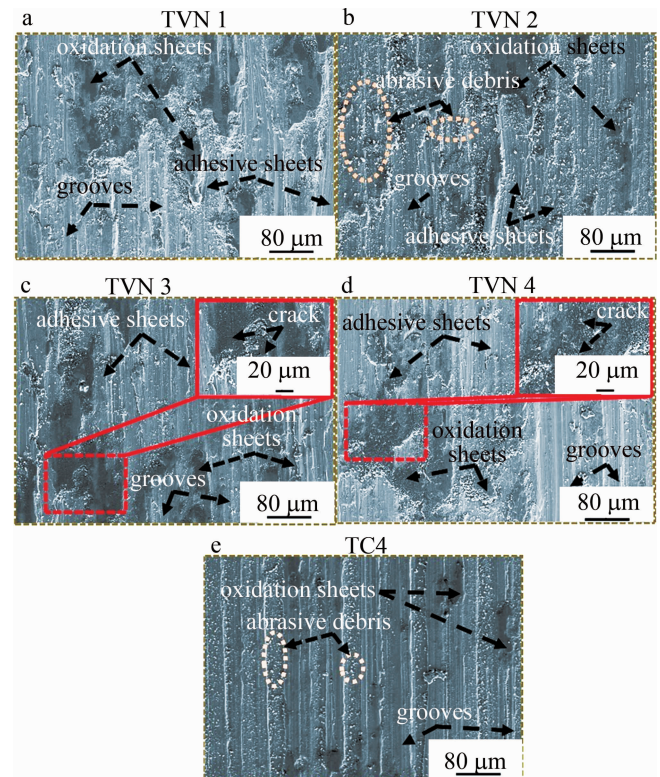 a
TVN 1
oxidation sheets
adhesive sheets
grooves
80 μm
b
TVN 2
oxidation sheets
abrasive debris
grooves
adhesive sheets
80 μm
c
TVN 3
adhesive sheets
crack
20 μm
oxidation
sheets
grooves
80 μm
d
TVN 4
adhesive sheets
crack
20 μm
oxidation
sheets
grooves
80 μm
e
TC4
oxidation sheets
abrasive debris
grooves
80 μm